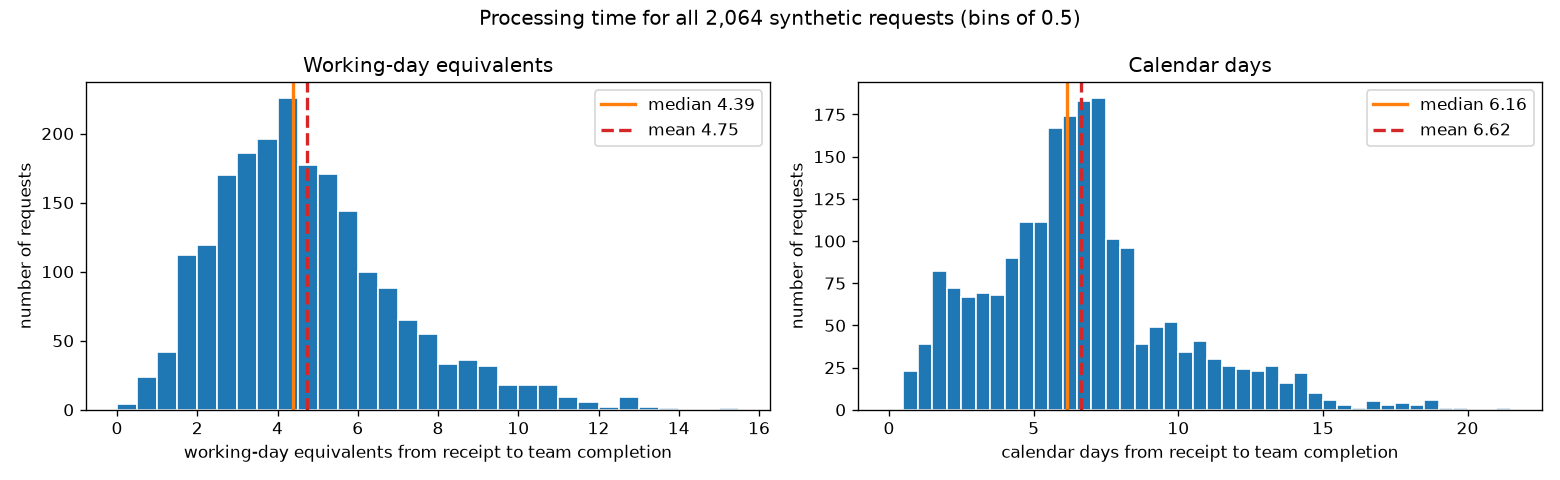 Processing time for all 2,064 synthetic requests (bins of 0.5)
Working-day equivalents
median 4.39
mean 4.75
number of requests
200
150
100
50
0
0 2 4 6 8 10 12 14 16
working-day equivalents from receipt to team completion
Calendar days
median 6.16
mean 6.62
number of requests
175
150
125
100
75
50
25
0
0 5 10 15 20
calendar days from receipt to team completion